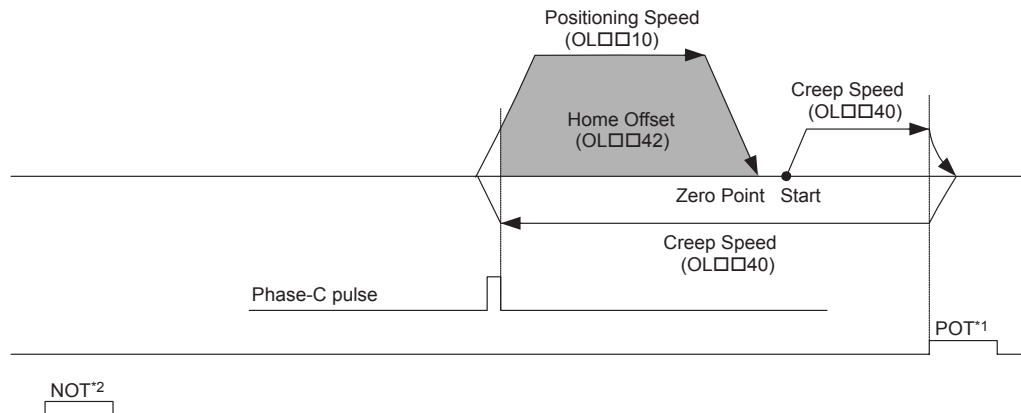 Positioning Speed
(OL□□10)
Creep Speed
(OL□□40)
Home Offset
(OL□□42)
Zero Point
Start
Creep Speed
(OL□□40)
Phase-C pulse
POT*1
NOT*2